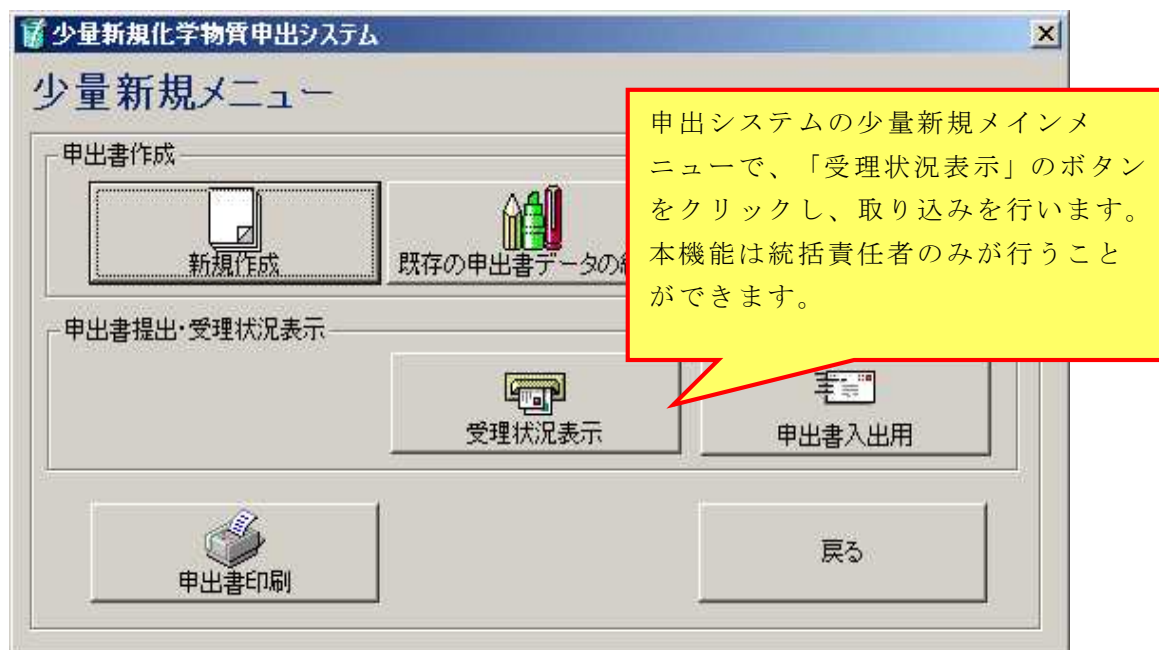 少量新規化学物質申出システム
少量新規メニュー
申出書作成
新規作成
既存の申出書データの
申出システムの少量新規メインメ
ニューで、「受理状況表示」のボタン
をクリックし、取り込みを行います。
本機能は統括責任者のみが行うこと
ができます。
申出書提出・受理状況表示
受理状況表示
申出書入出用
申出書印刷
戻る